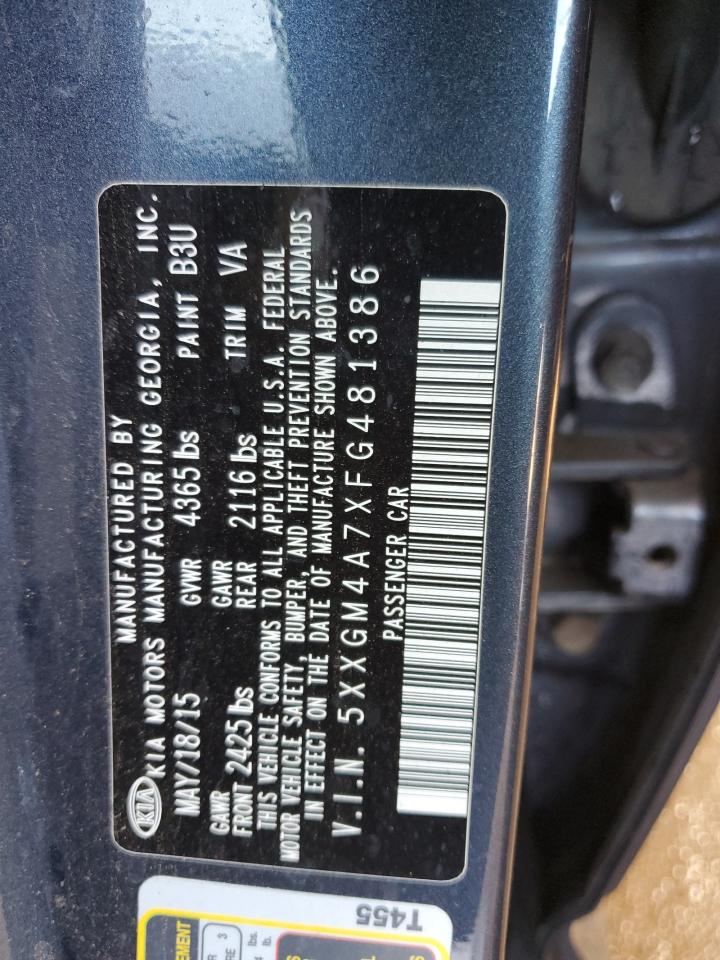 MANUFACTURED BY
KIA KIA MOTORS MANUFACTURING GEORGIA, INC.
MAY/18/15 GVWR 4365 lbs PAINT B3U
GAWR GAWR
FRONT 2425 lbs REAR 2116 lbs TRIM VA
THIS VEHICLE CONFORMS TO ALL APPLICABLE U.S.A. FEDERAL
MOTOR VEHICLE SAFETY, BUMPER, AND THEFT PREVENTION STANDARDS
IN EFFECT ON THE DATE OF MANUFACTURE SHOWN ABOVE.
V.I.N. 5XXGM4A7XFG481386
PASSENGER CAR
T455